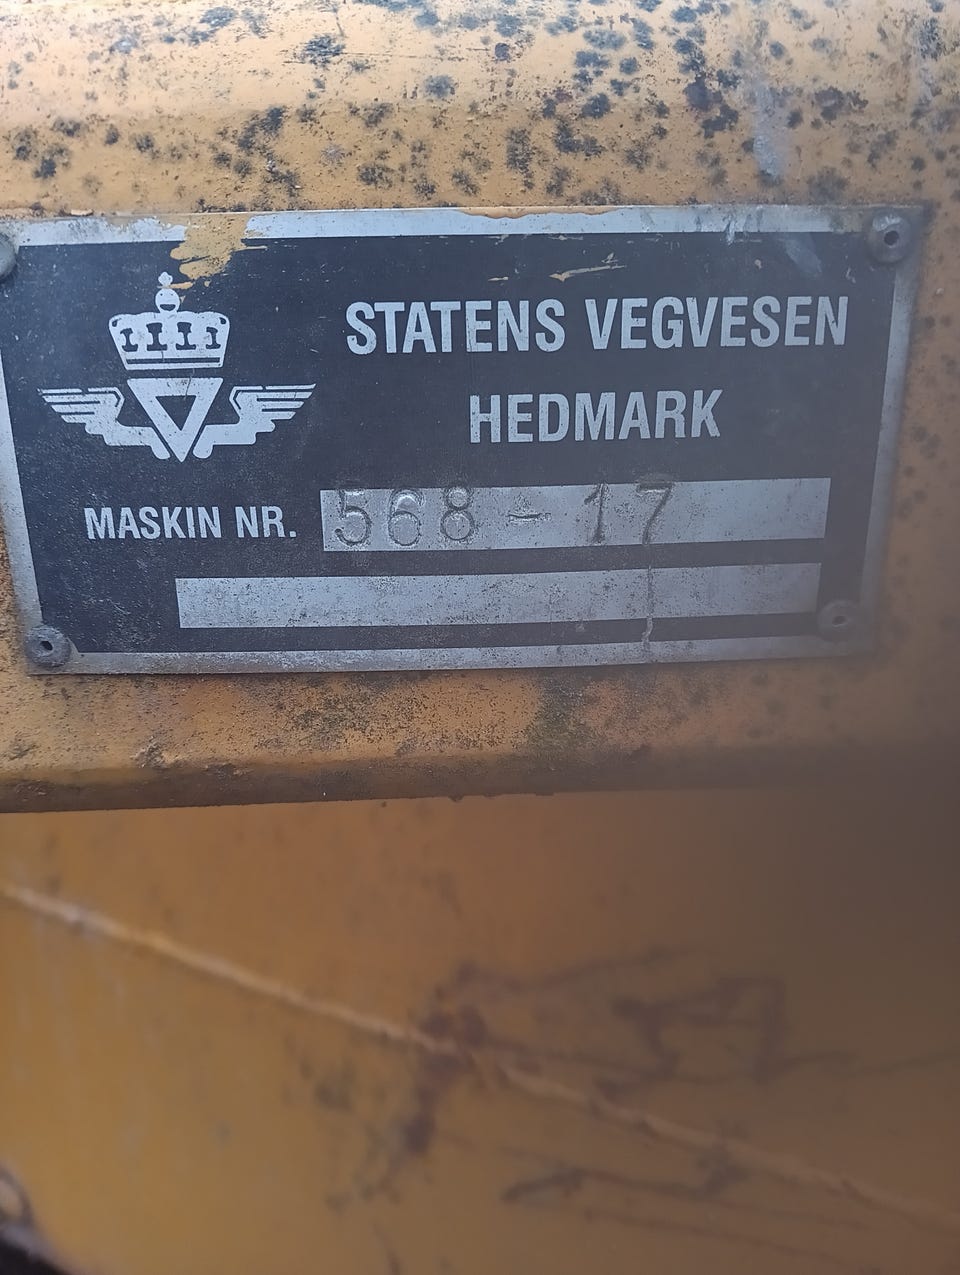 STATENS VEGVESEN
HEDMARK
MASKIN NR. 568-17